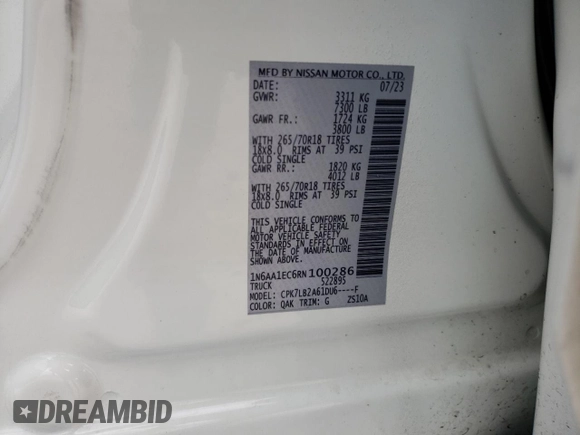 MFD BY NISSAN MOTOR CO., LTD.
DATE: 07/23
GVWR: 3311 KG
7300 LB
GAWR FR.: 1724 KG
3800 LB
WITH 265/70R18 TIRES
18x8.0 RIMS AT 39 PSI
COLD SINGLE
GAWR RR.: 1820 KG
4012 LB
WITH 265/70R18 TIRES
18x8.0 RIMS AT 39 PSI
COLD SINGLE
THIS VEHICLE CONFORMS TO
ALL APPLICABLE FEDERAL
MOTOR VEHICLE SAFETY
STANDARDS IN EFFECT ON
THE DATE OF MANUFACTURE
1N6AA1EC6RN100286
TRUCK 522895
MODEL: CPK7LB2A61DU6----F
COLOR: QAK TRIM: G ZS10A
DREAMBID